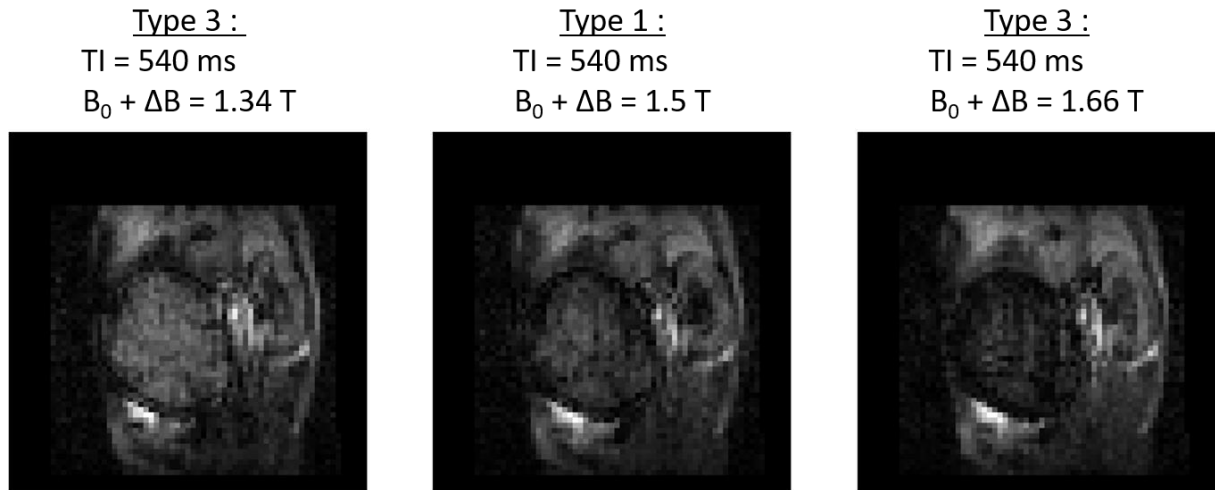 Type 3 :
TI = 540 ms
B₀ + ΔB = 1.34 T
Type 1 :
TI = 540 ms
B₀ + ΔB = 1.5 T
Type 3 :
TI = 540 ms
B₀ + ΔB = 1.66 T